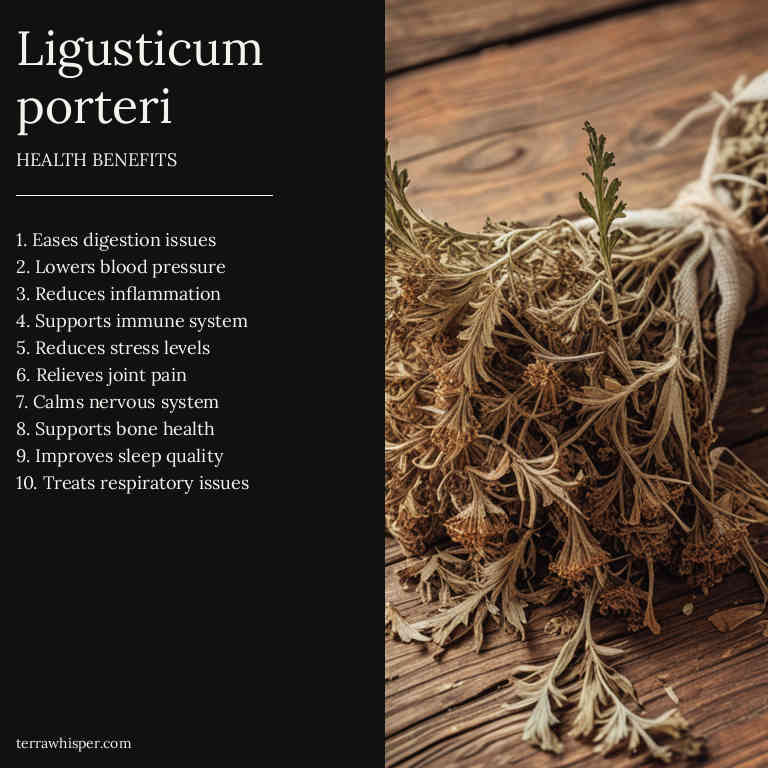 Ligusticum
porteri
HEALTH BENEFITS
1. Eases digestion issues
2. Lowers blood pressure
3. Reduces inflammation
4. Supports immune system
5. Reduces stress levels
6. Relieves joint pain
7. Calms nervous system
8. Supports bone health
9. Improves sleep quality
10. Treats respiratory issues
terrawhisper.com